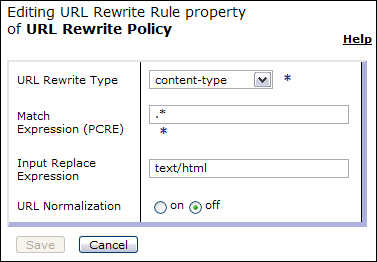 Editing URL Rewrite Rule property
of URL Rewrite Policy
Help
URL Rewrite Type content-type *
Match
Expression (PCRE) .*
*
Input Replace
Expression text/html
URL Normalization on off
Save Cancel